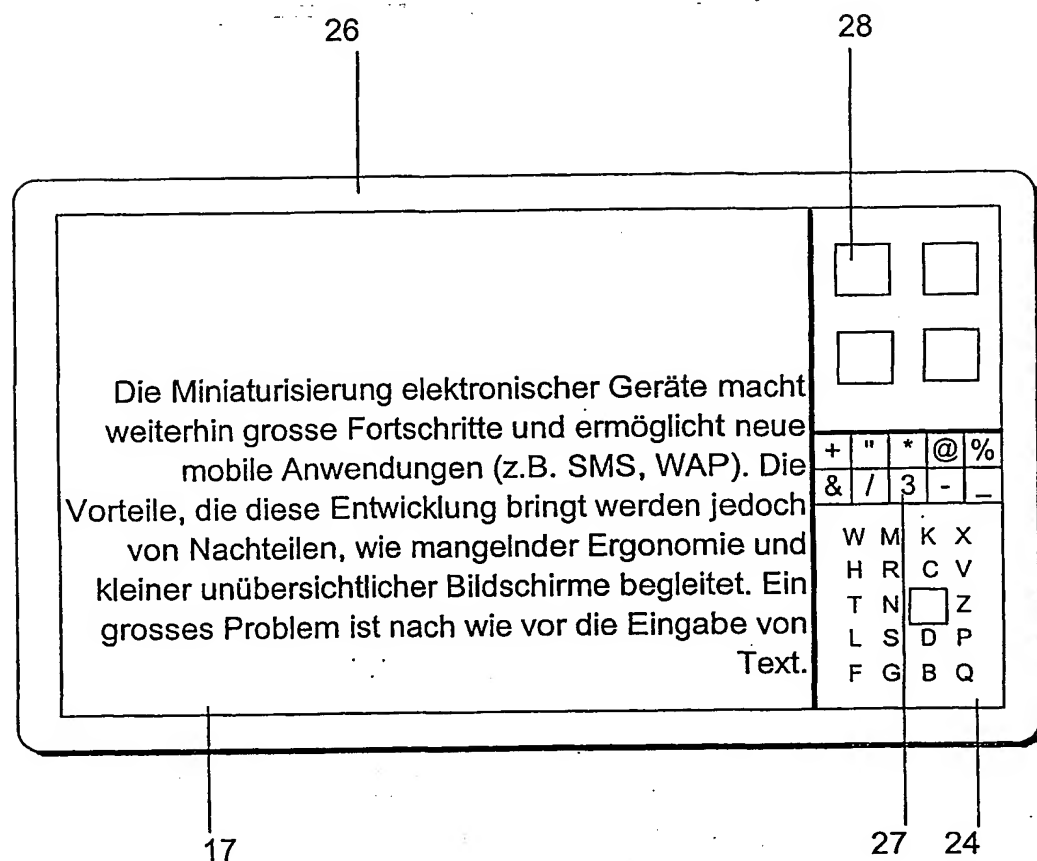 26 28
Die Miniaturisierung elektronischer Geräte macht
weiterhin grosse Fortschritte und ermöglicht neue
mobile Anwendungen (z.B. SMS, WAP). Die
Vorteile, die diese Entwicklung bringt werden jedoch
von Nachteilen, wie mangelnder Ergonomie und
kleiner unübersichtlicher Bildschirme begleitet. Ein
grosses Problem ist nach wie vor die Eingabe von
Text.
+ " * @ %
& / 3 - _
W M K X
H R C V
T N Z
L S D P
F G B Q
17 27 24